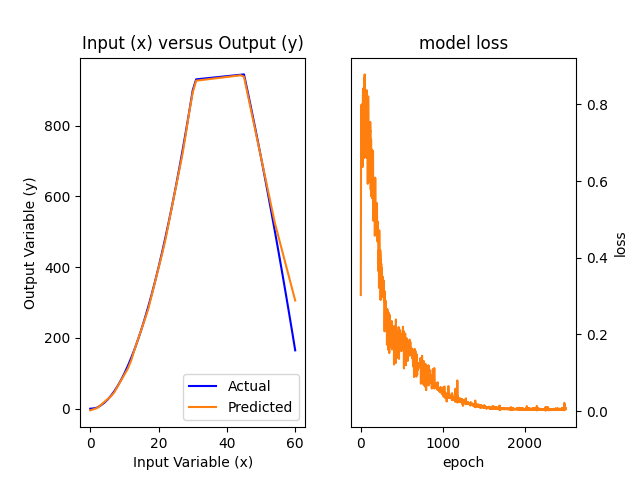 Input (x) versus Output (y)
Output Variable (y)
800
600
400
200
0
0
20
40
60
Input Variable (x)
Actual
Predicted
model loss
0.8
0.6
0.4
0.2
0.0
loss
0
1000
2000
epoch